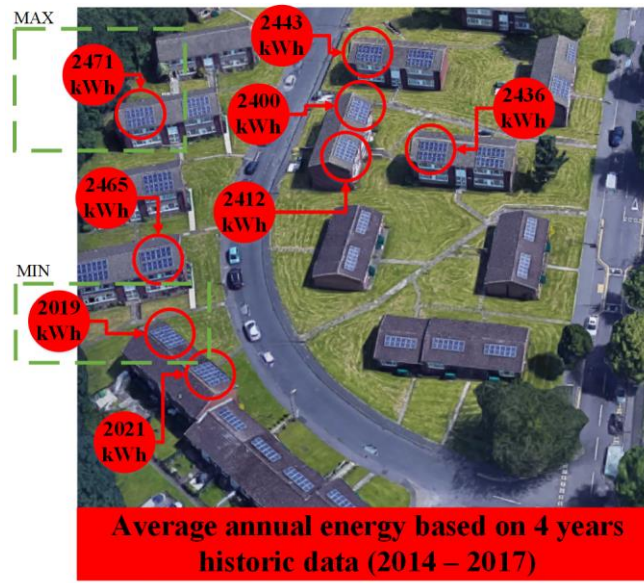 MAX
2471
kWh
2443
kWh
2400
kWh
2436
kWh
2412
kWh
2465
kWh
MIN
2019
kWh
2021
kWh
Average annual energy based on 4 years
historic data (2014 – 2017)